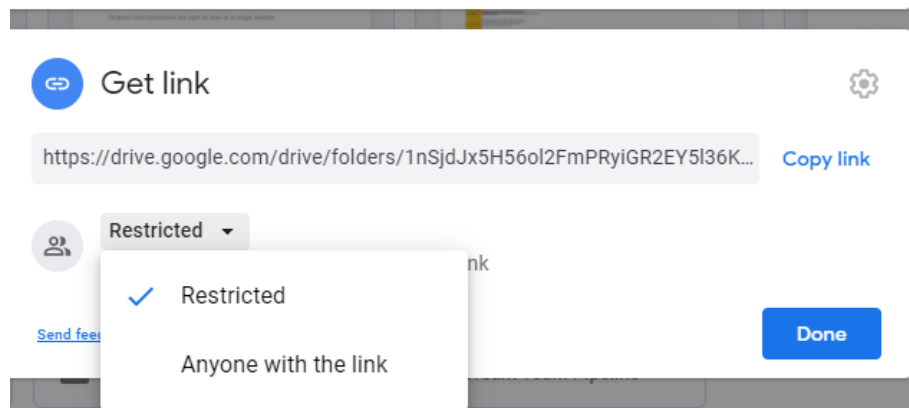 Get link
https://drive.google.com/drive/folders/1nSjdJx5H56ol2FmPRyiGR2EY5l36K...
Copy link
Restricted
nk
Restricted
Send fee
Done
Anyone with the link